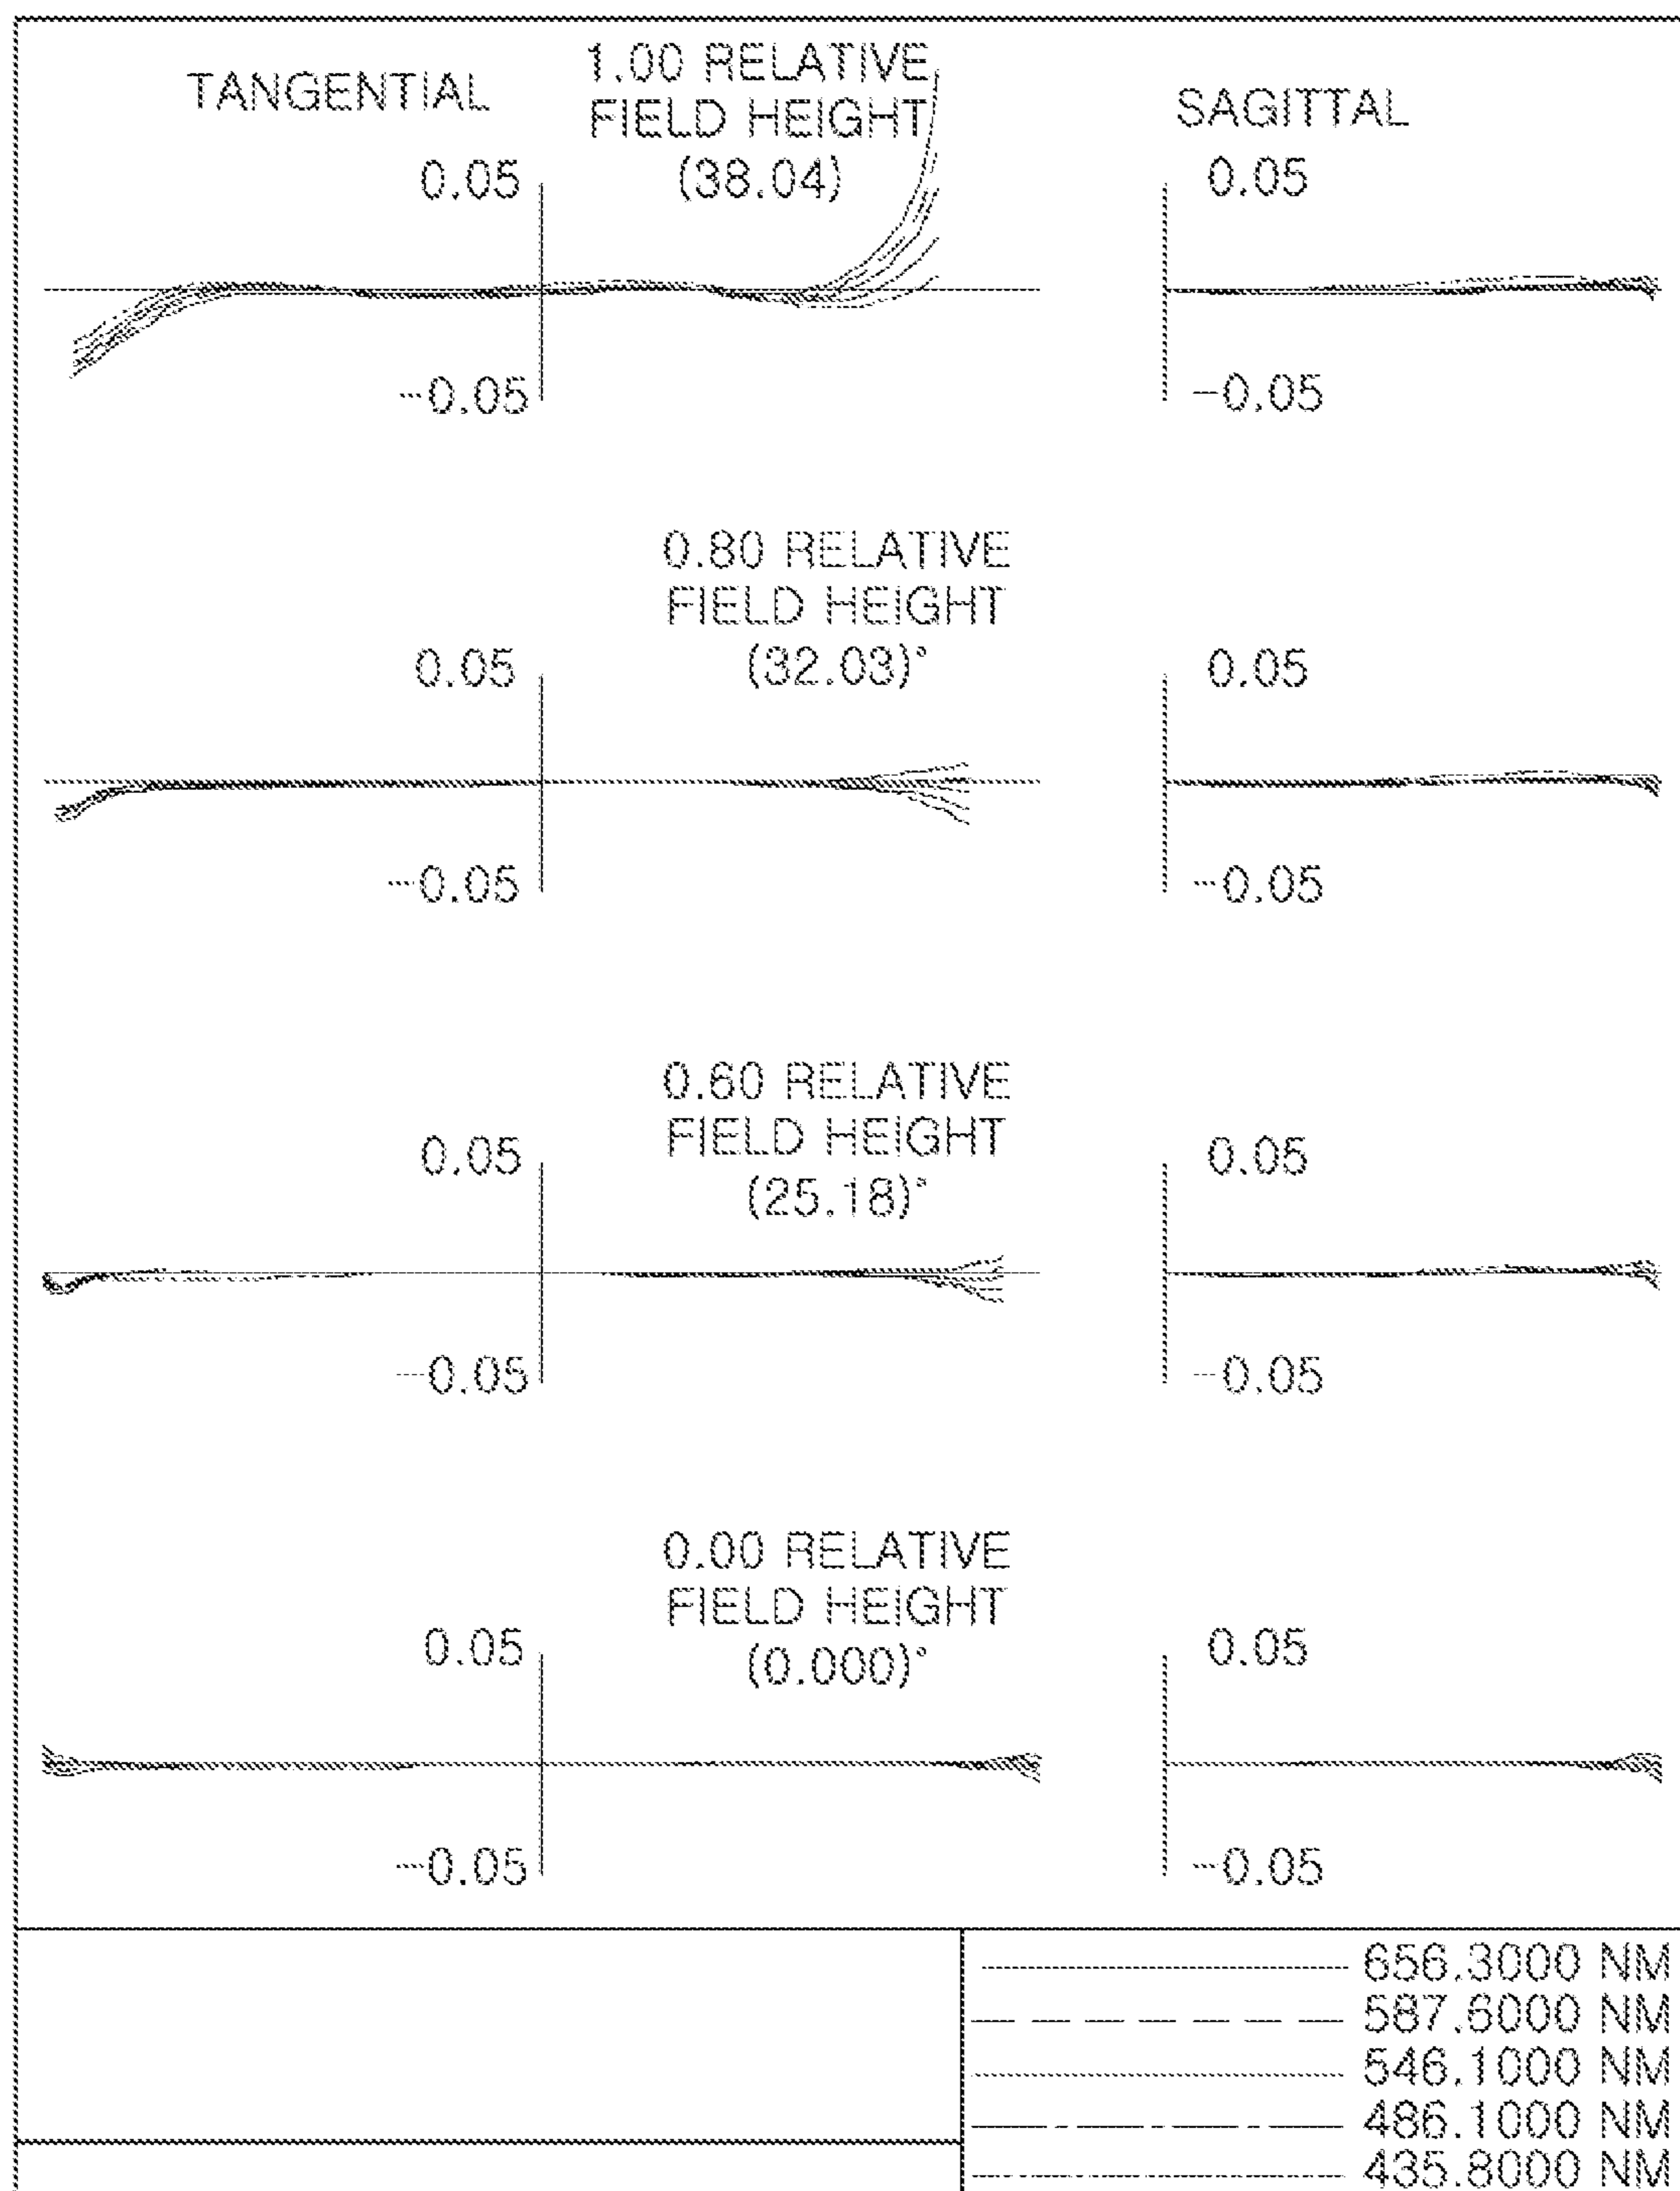 TANGENTIAL
1.00 RELATIVE
FIELD HEIGHT
(38.04)
SAGITTAL
0.05
0.05
-0.05
-0.05
0.80 RELATIVE
FIELD HEIGHT
(32.03)°
0.05
0.05
-0.05
-0.05
0.60 RELATIVE
FIELD HEIGHT
(25.18)°
0.05
0.05
-0.05
-0.05
0.00 RELATIVE
FIELD HEIGHT
(0.000)°
0.05
0.05
-0.05
-0.05
656.3000 NM
587.6000 NM
546.1000 NM
486.1000 NM
435.8000 NM